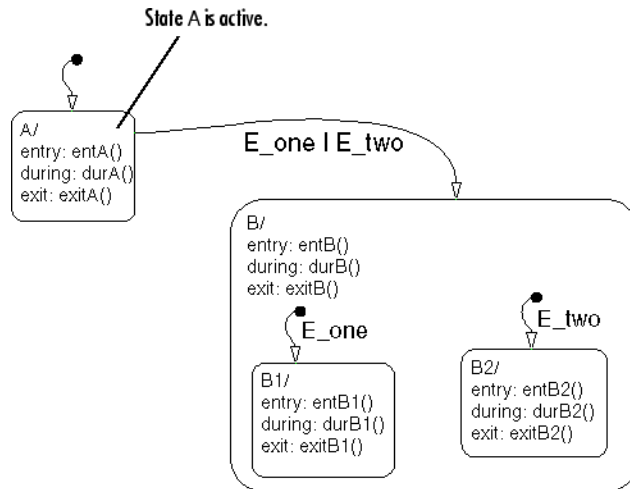 State A is active.
A/
entry: entA()
during: durA()
exit: exitA()
E_one | E_two
B/
entry: entB()
during: durB()
exit: exitB()
E_one
E_two
B1/
entry: entB1()
during: durB1()
exit: exitB1()
B2/
entry: entB2()
during: durB2()
exit: exitB2()